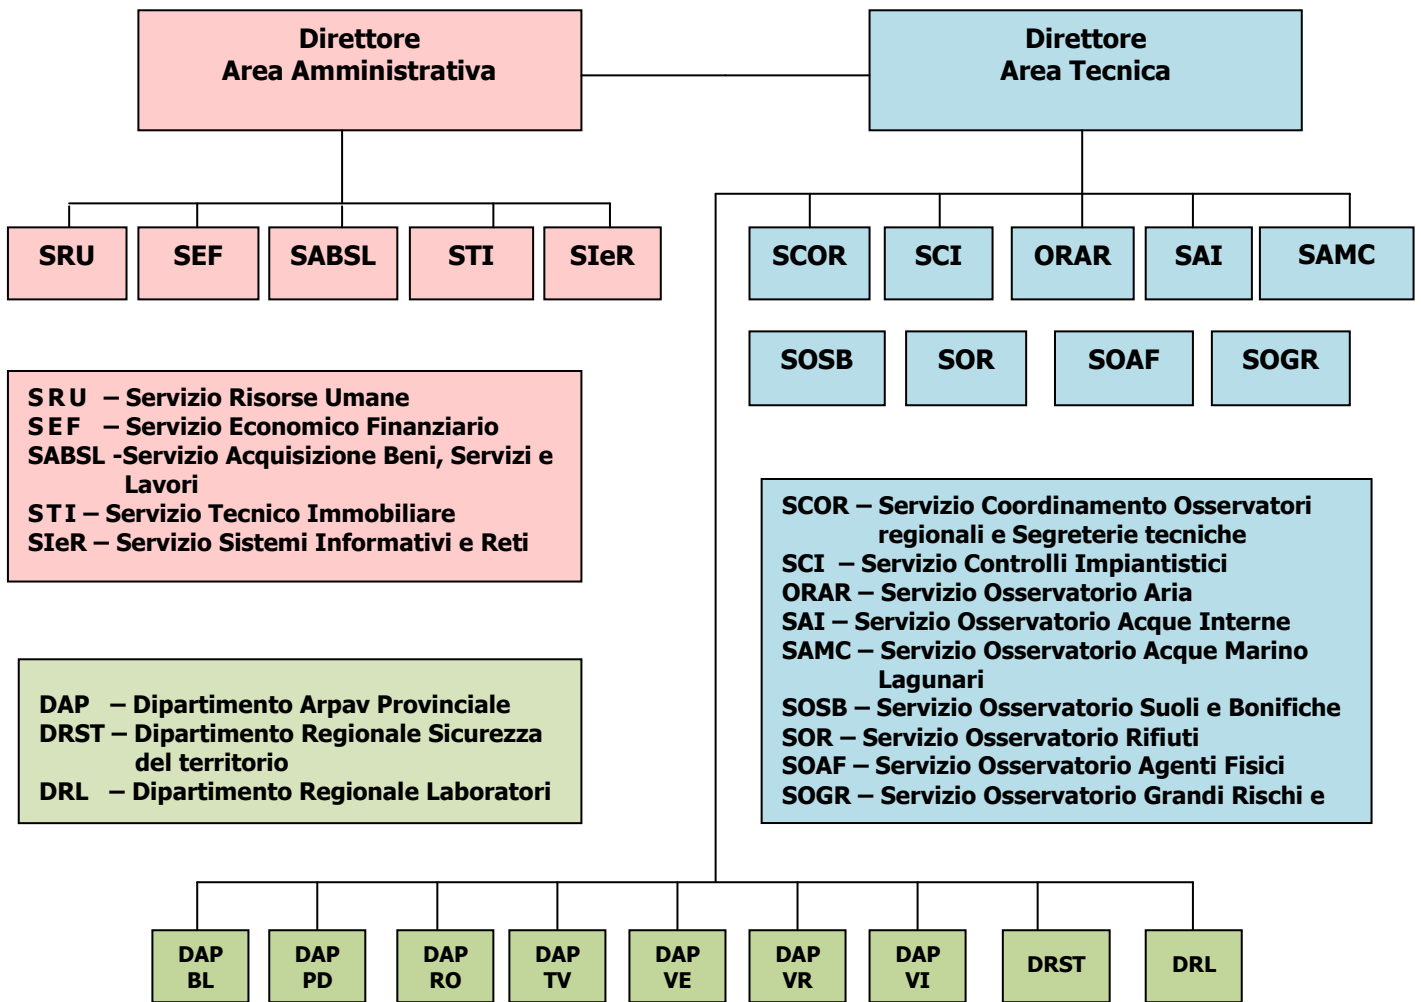 Direttore
Area Amministrativa
Direttore
Area Tecnica
SRU
SEF
SABSL
STI
SIeR
SCOR
SCI
ORAR
SAI
SAMC
SOSB
SOR
SOAF
SOGR
SRU – Servizio Risorse Umane
SEF – Servizio Economico Finanziario
SABSL -Servizio Acquisizione Beni, Servizi e
Lavori
STI – Servizio Tecnico Immobiliare
SIeR – Servizio Sistemi Informativi e Reti
SCOR – Servizio Coordinamento Osservatori
regionali e Segreterie tecniche
SCI – Servizio Controlli Impiantistici
ORAR – Servizio Osservatorio Aria
SAI – Servizio Osservatorio Acque Interne
SAMC – Servizio Osservatorio Acque Marino
Lagunari
SOSB – Servizio Osservatorio Suoli e Bonifiche
SOR – Servizio Osservatorio Rifiuti
SOAF – Servizio Osservatorio Agenti Fisici
SOGR – Servizio Osservatorio Grandi Rischi e
DAP – Dipartimento Arpav Provinciale
DRST – Dipartimento Regionale Sicurezza
del territorio
DRL – Dipartimento Regionale Laboratori
DAP
BL
DAP
PD
DAP
RO
DAP
TV
DAP
VE
DAP
VR
DAP
VI
DRST
DRL